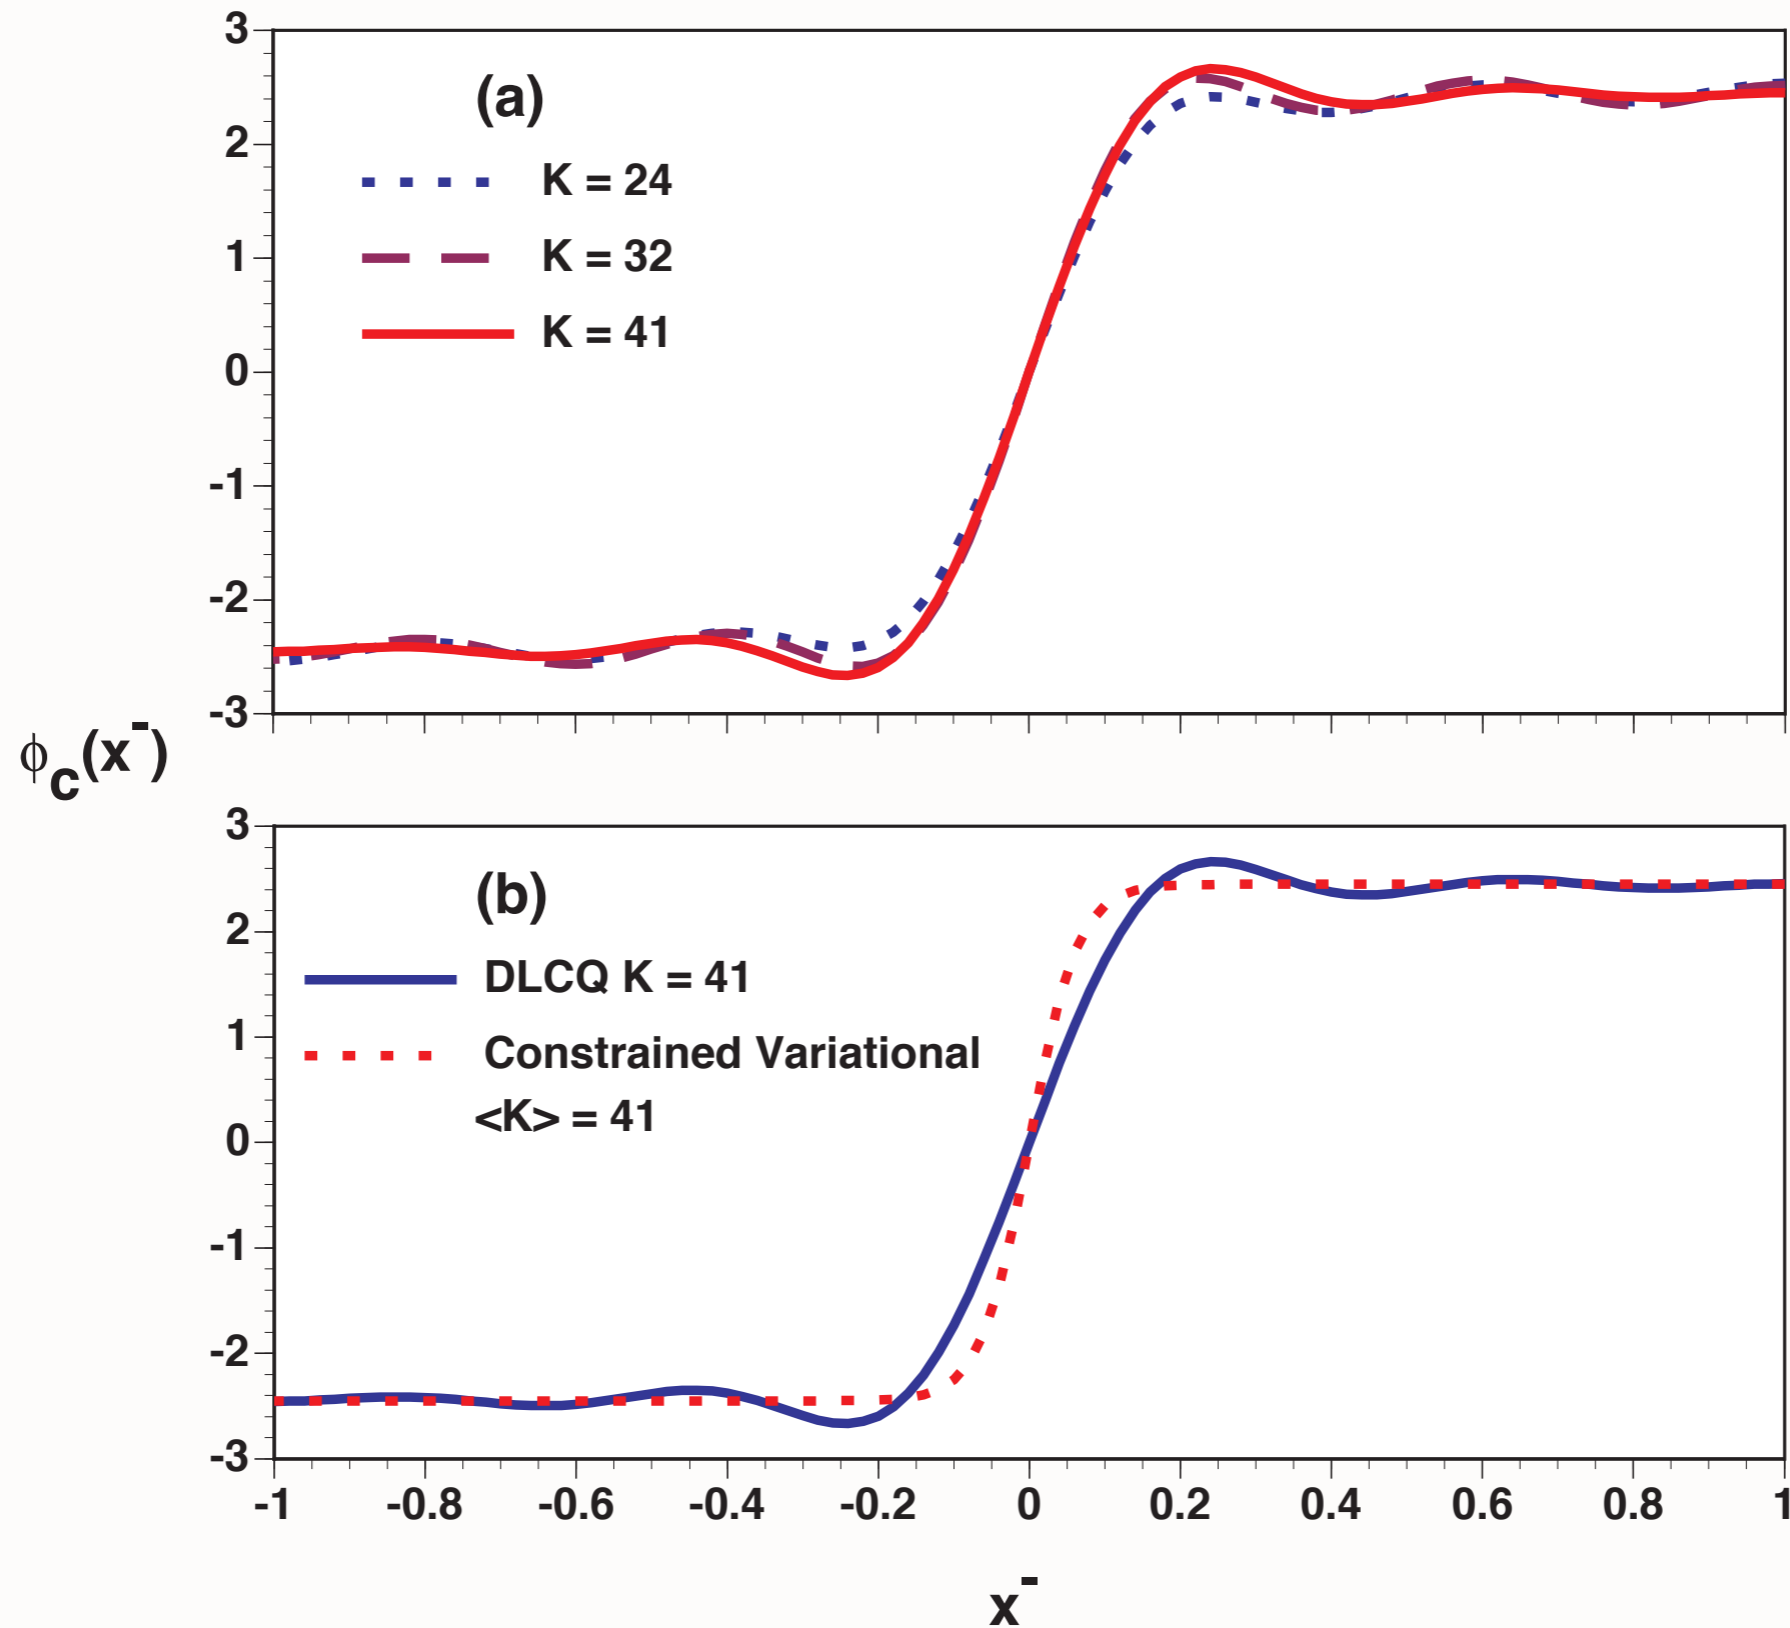 3
(a)
2
K = 24
1
K = 32
K = 41
0
-1
-2
-3
ϕc(x-)
3
(b)
2
DLCQ K = 41
1
Constrained Variational
<K> = 41
0
-1
-2
-3
-1 -0.8 -0.6 -0.4 -0.2 0 0.2 0.4 0.6 0.8 1
x-